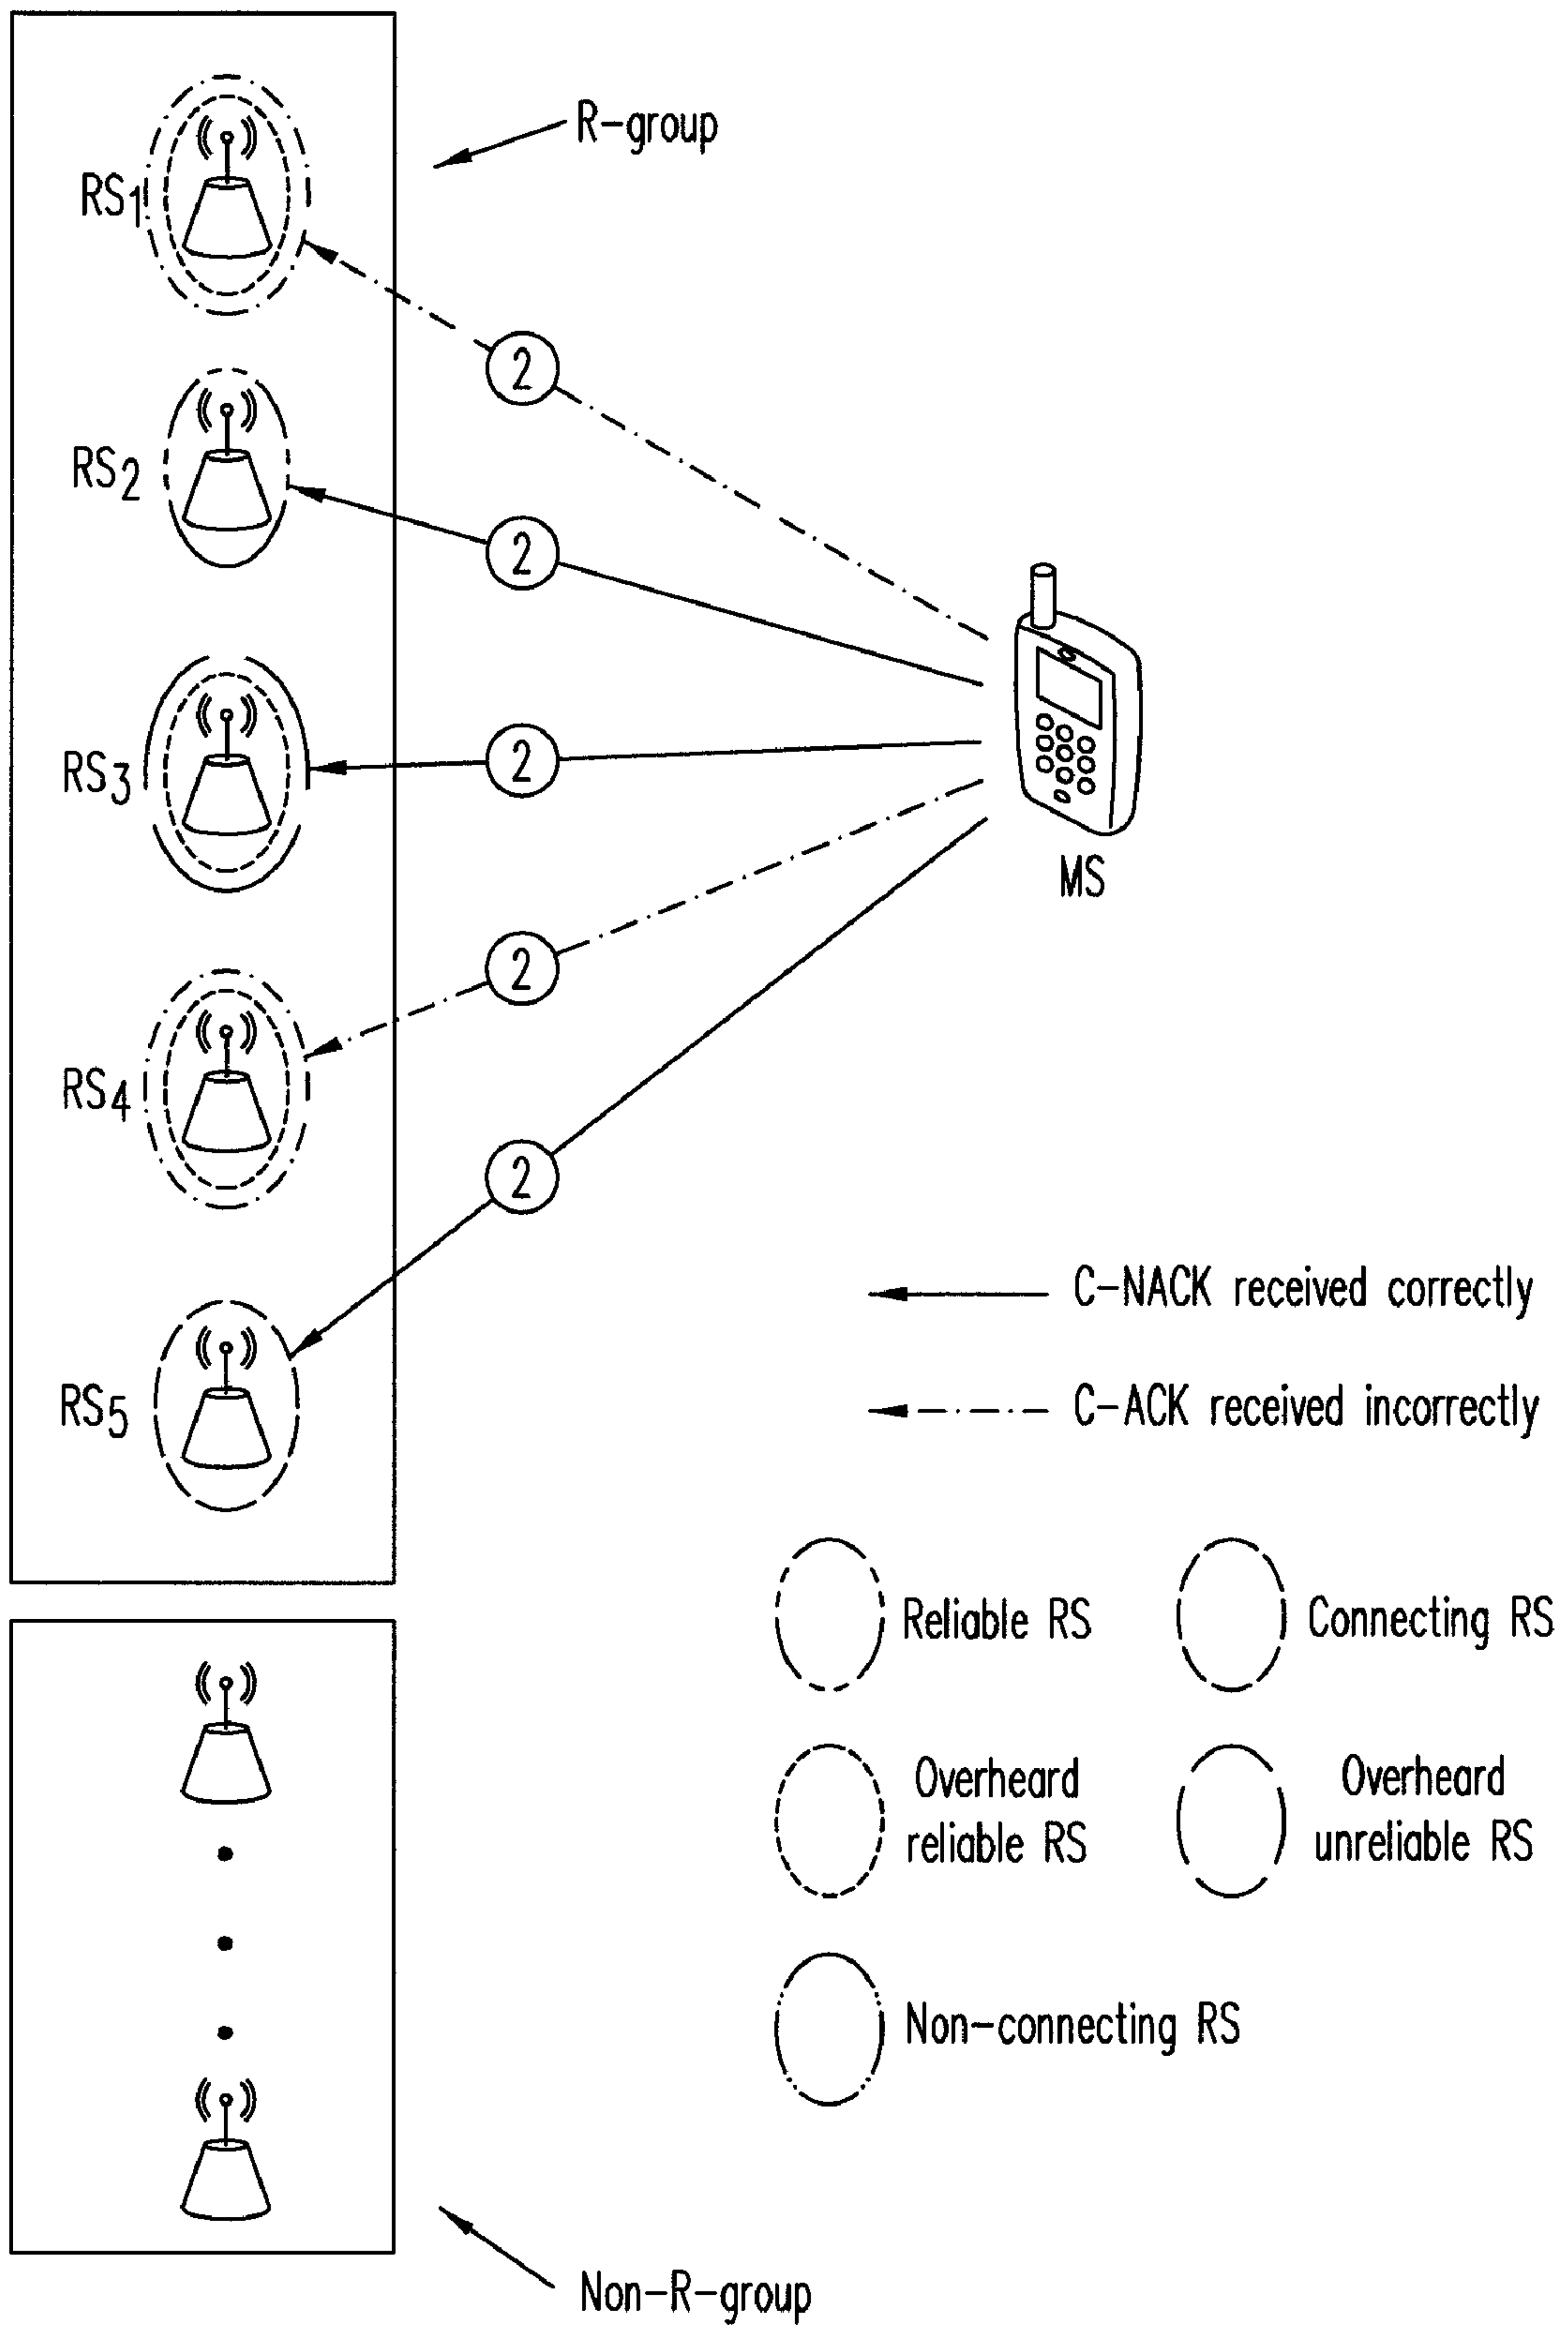 R-group
RS1
2
RS2
2
RS3
2
MS
2
RS4
2
C-NACK received correctly
RS5
C-ACK received incorrectly
Reliable RS
Connecting RS
Overheard
reliable RS
Overheard
unreliable RS
Non-connecting RS
Non-R-group